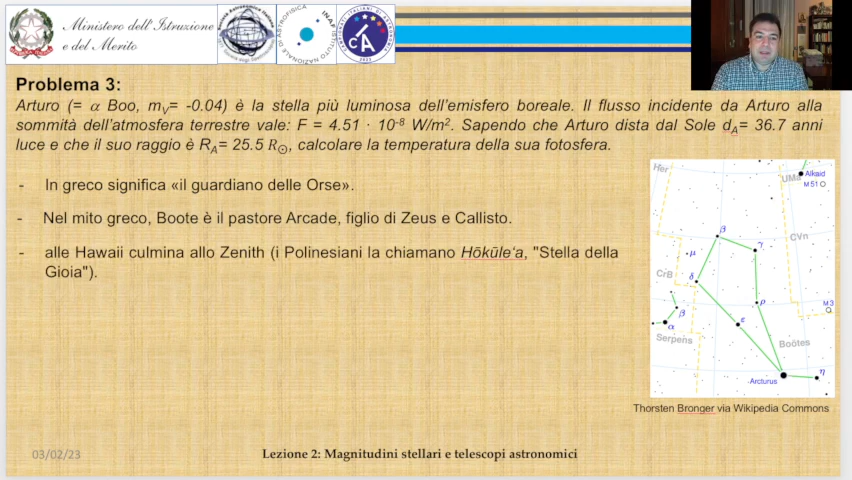 Ministero dell'Istruzione
e del Merito
Problema 3:
Arturo (= α Boo, mV= -0.04) è la stella più luminosa dell'emisfero boreale. Il flusso incidente da Arturo alla
sommità dell'atmosfera terrestre vale: F = 4.51 · 10-8 W/m2. Sapendo che Arturo dista dal Sole dA= 36.7 anni
luce e che il suo raggio è RA= 25.5 R⊙, calcolare la temperatura della sua fotosfera.
- In greco significa «il guardiano delle Orse».
- Nel mito greco, Boote è il pastore Arcade, figlio di Zeus e Callisto.
- alle Hawaii culmina allo Zenith (i Polinesiani la chiamano Hōkūle‘a, "Stella della
Gioia").
Her
UMa
Alkaid
M 51
β
γ
CVn
μ
δ
CrB
ρ
M 3
β
ε
α
Serpens
Boötes
η
Arcturus
Thorsten Bronger via Wikipedia Commons
03/02/23
Lezione 2: Magnitudini stellari e telescopi astronomici